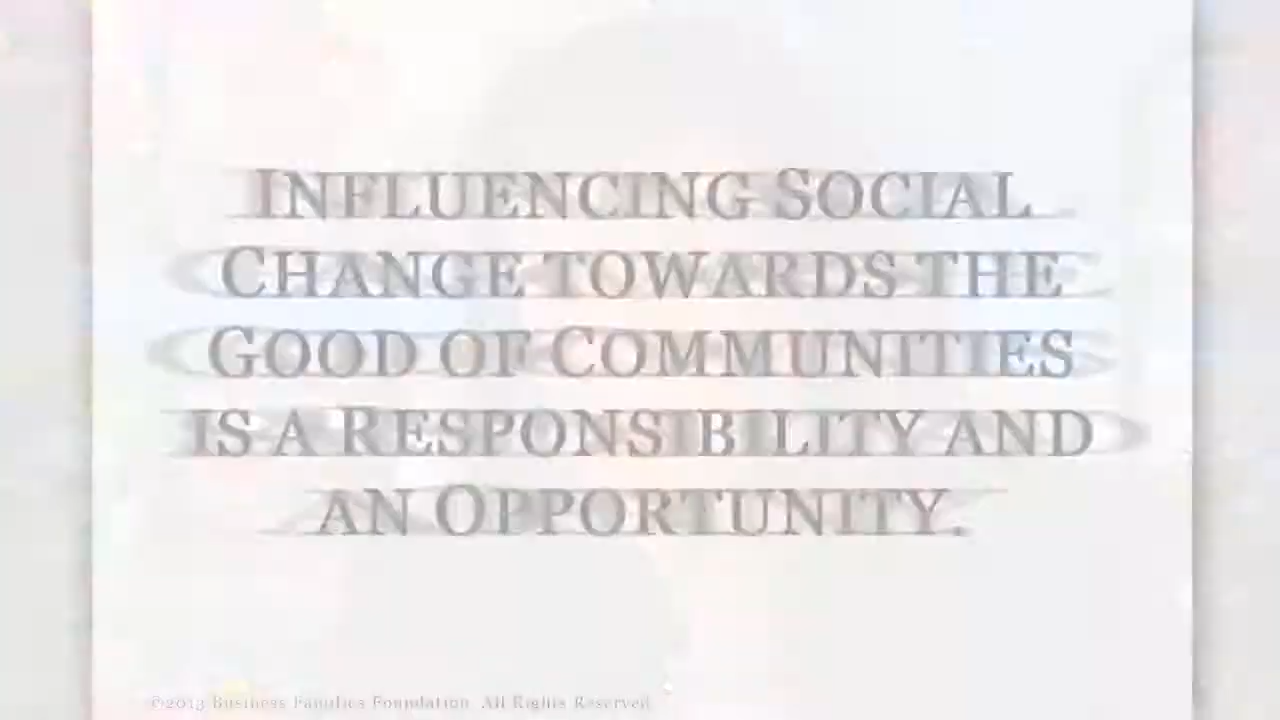 INFLUENCING SOCIAL
CHANGE TOWARDS THE
GOOD OF COMMUNITIES
IS A RESPONSIBILITY AND
AN OPPORTUNITY.
©2013 Business Families Foundation. All Rights Reserved.